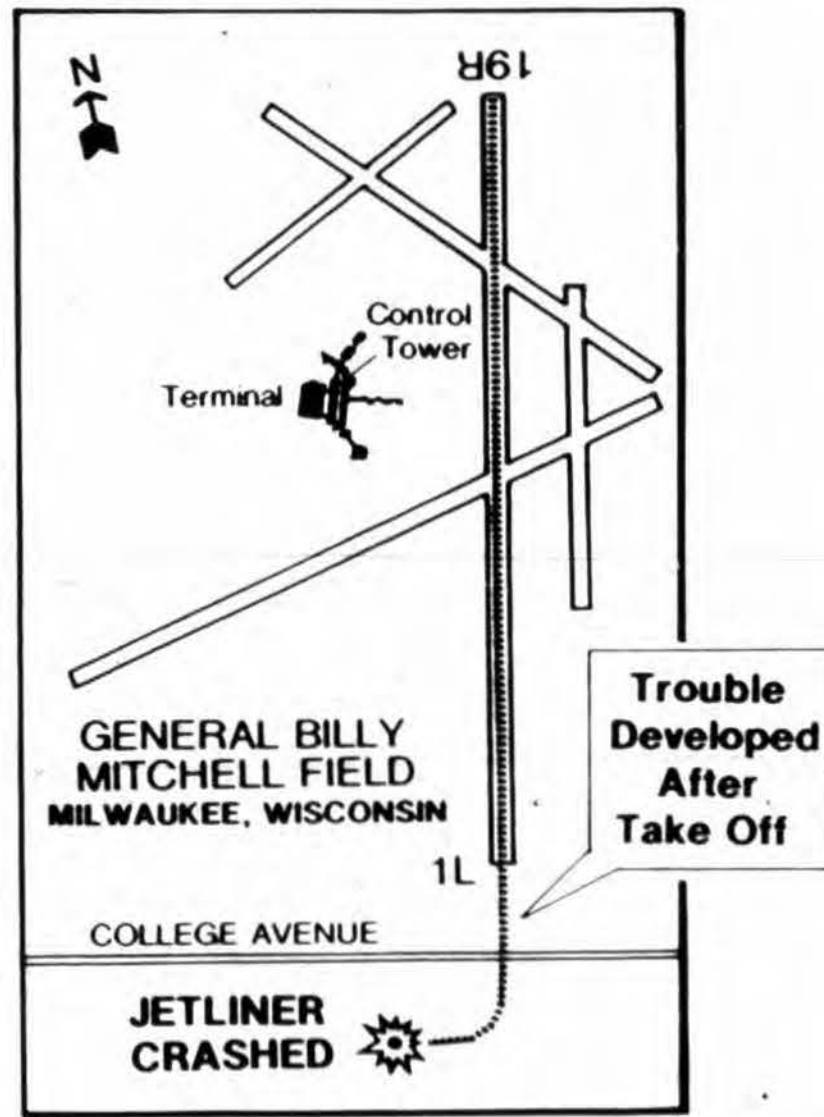 N
19R
Control
Tower
Terminal
GENERAL BILLY
MITCHELL FIELD
MILWAUKEE, WISCONSIN
Trouble
Developed
After
Take Off
1L
COLLEGE AVENUE
JETLINER
CRASHED